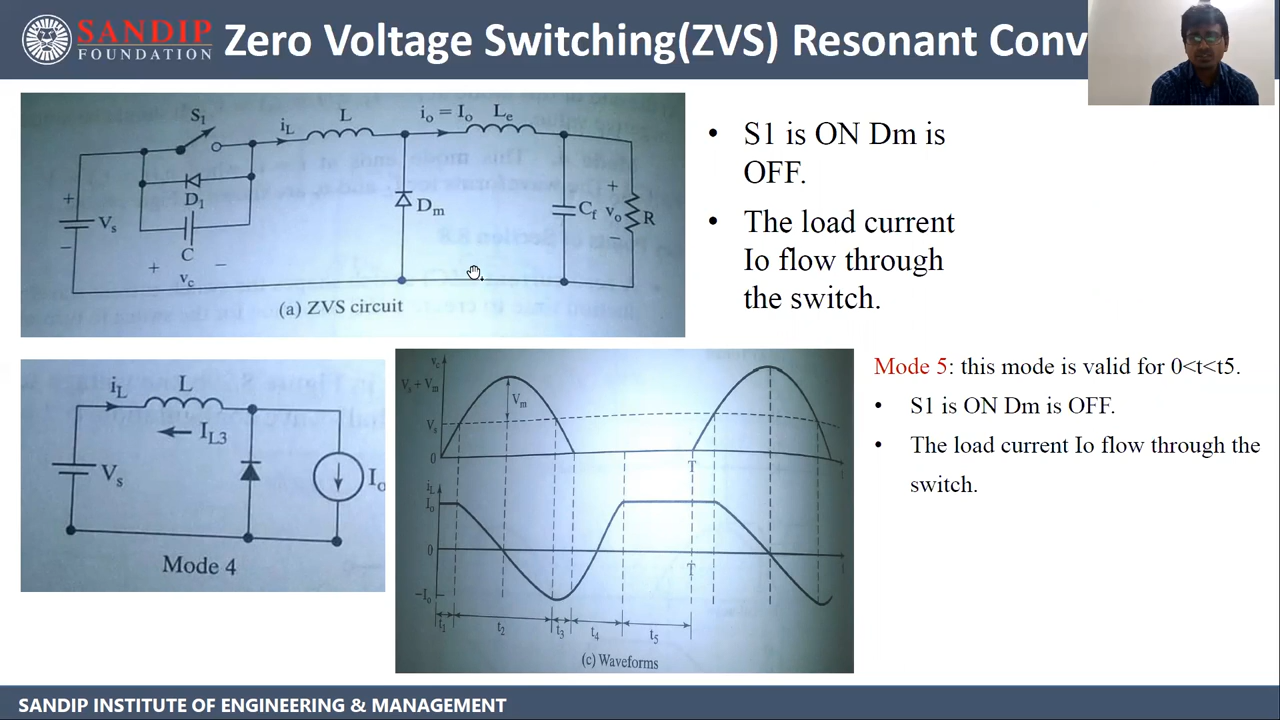 SANDIP
FOUNDATION
Zero Voltage Switching(ZVS) Resonant Conv
S₁
iL
L
io = Io
Le
+
Vs
−
D₁
C
+ −
vc
Dm
Cf
+
vo
−
R
(a) ZVS circuit
• S1 is ON Dm is
OFF.
• The load current
Io flow through
the switch.
iL
L
IL3
Vs
Io
Mode 4
vc
Vs + Vm
Vm
Vs
0
T
t
iL
Io
0
T
−Io
t₁
t₂
t₃
t₄
t₅
(c) Waveforms
Mode 5: this mode is valid for 0<t<t5.
• S1 is ON Dm is OFF.
• The load current Io flow through the
switch.
SANDIP INSTITUTE OF ENGINEERING & MANAGEMENT